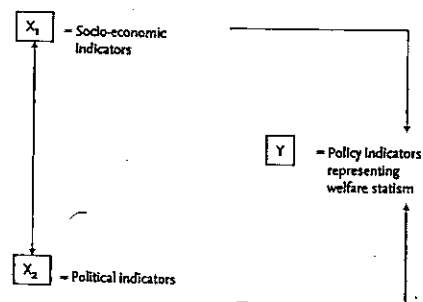 X₁ = Socio-economic
indicators
Y = Policy indicators
representing
welfare statism
X₂ = Political indicators